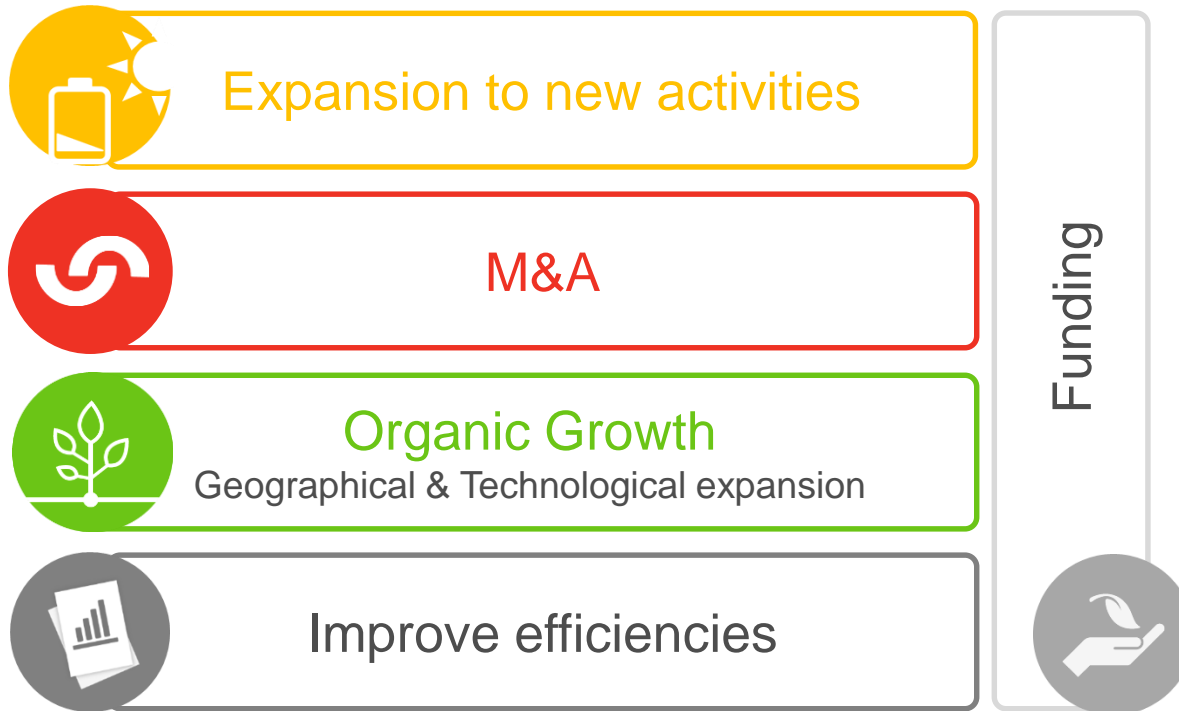 Expansion to new activities
M&A
Organic Growth
Geographical & Technological expansion
Improve efficiencies
Funding